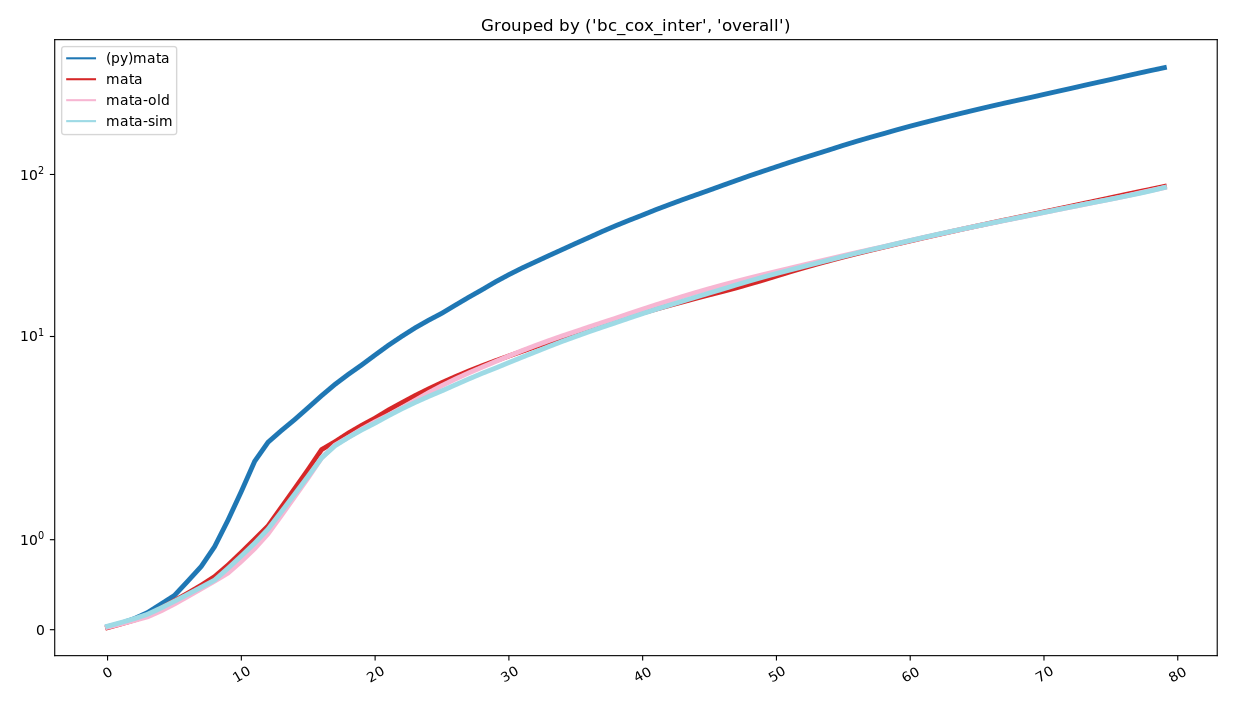 Grouped by ('bc_cox_inter', 'overall')
(py)mata
mata
mata-old
mata-sim
10²
10¹
10⁰
0
0 10 20 30 40 50 60 70 80